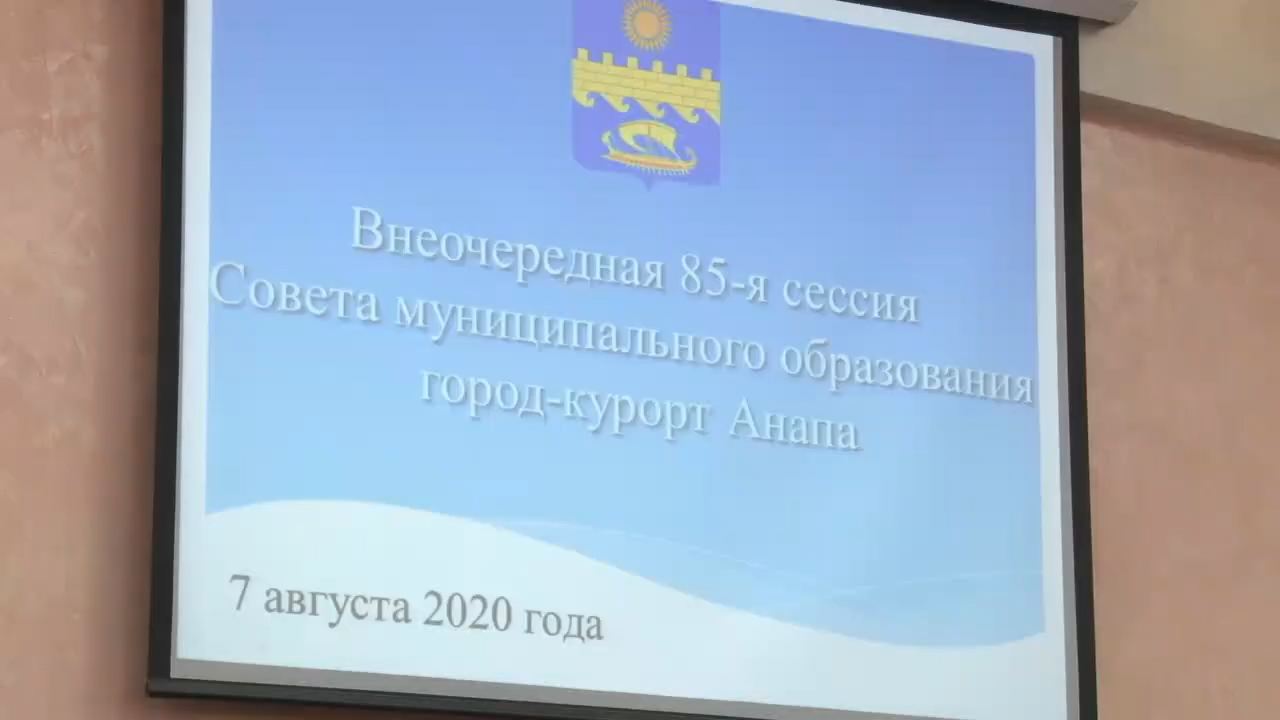 Внеочередная 85-я сессия
Совета муниципального образования
город-курорт Анапа
7 августа 2020 года